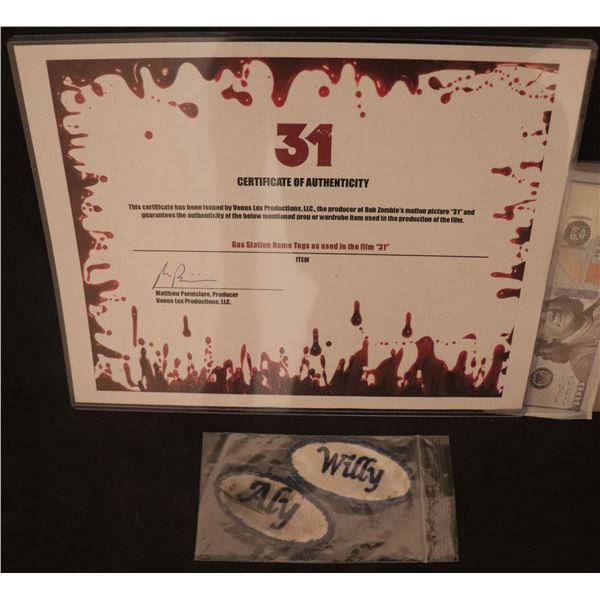 31
CERTIFICATE OF AUTHENTICITY
This certificate has been issued by Venus Lux Productions, LLC., the producer of Rob Zombie's motion picture "31" and
guarantees the authenticity of the below mentioned prop or wardrobe item used in the production of the film.
Gas Station Name Tags as used in the film "31"
ITEM
Matthew Perniciaro, Producer
Venus Lux Productions, LLC.
100
Willy
Aly